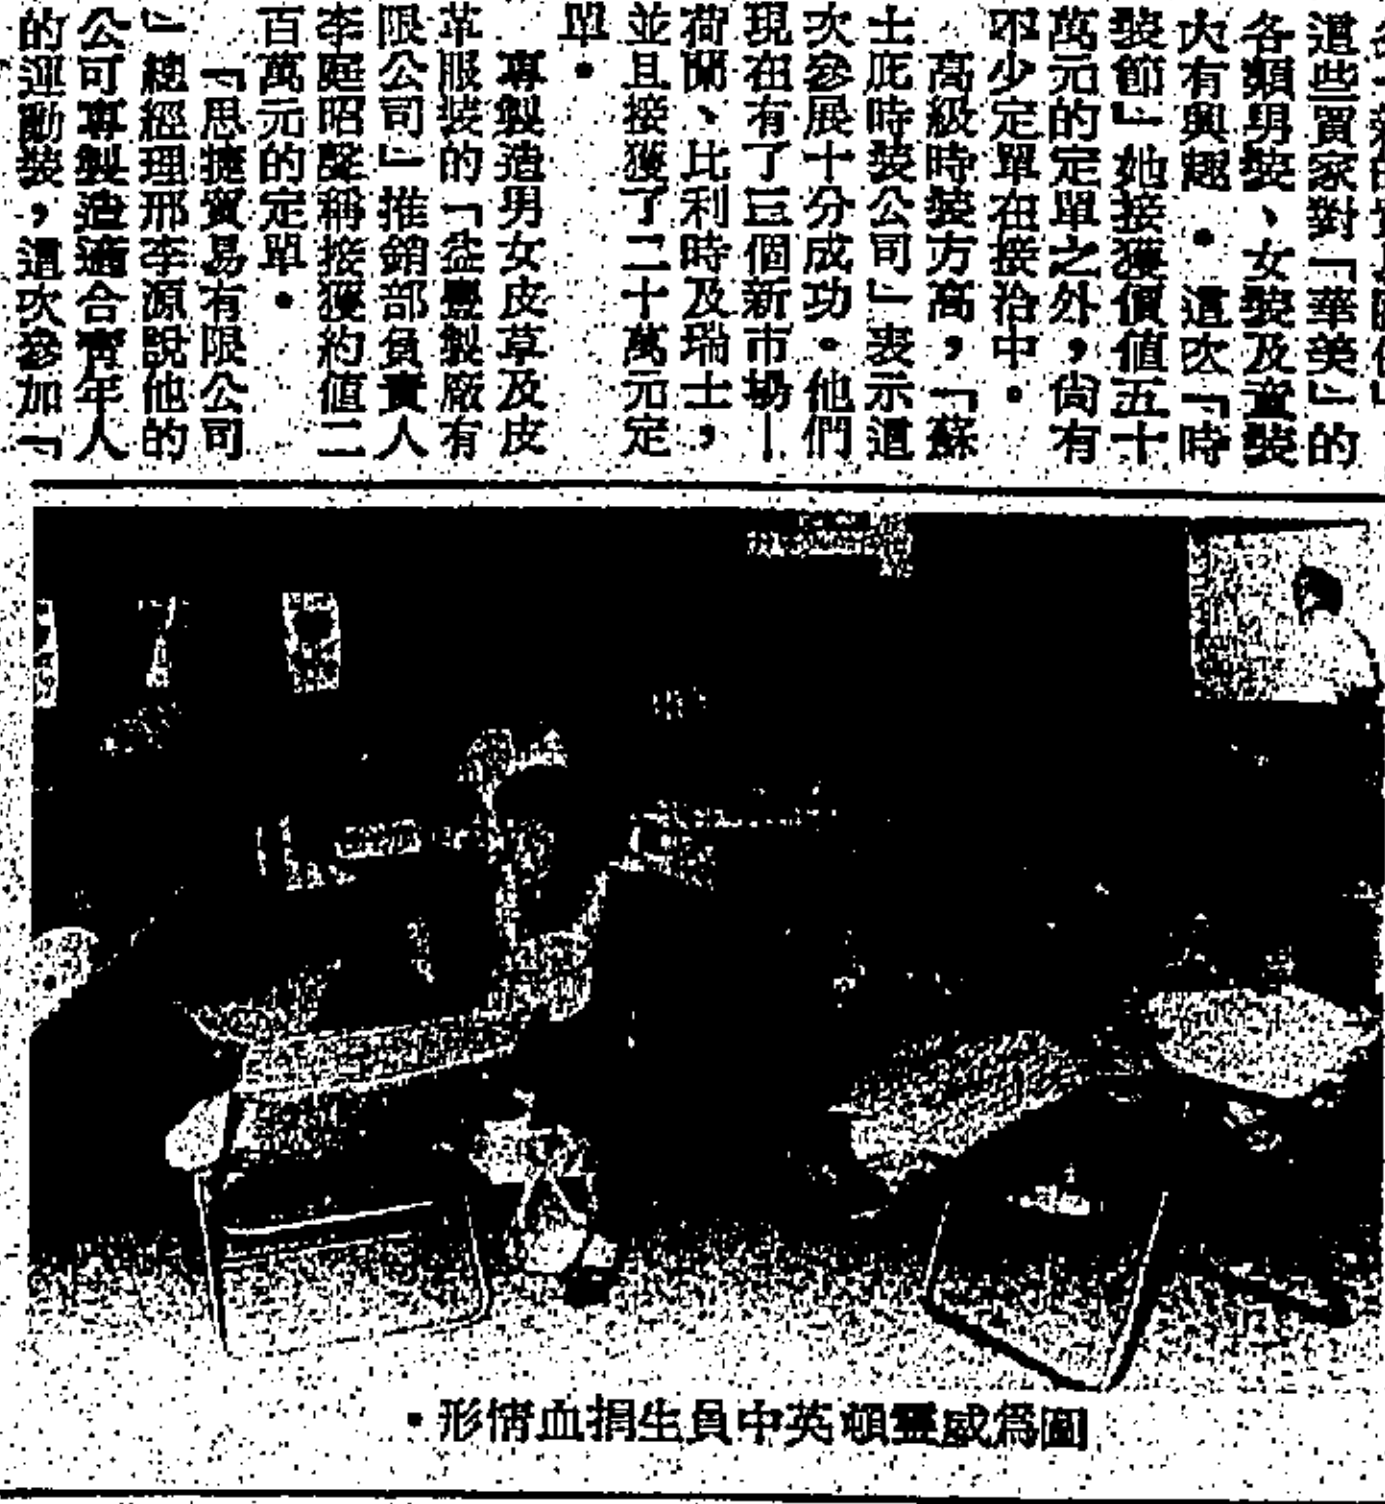 這些買家對「華美」的
各類男裝、女裝及童裝
大有興趣。這次「時
裝節」她接獲價值五十
萬元的定單之外，尙有
不少定單在接洽中。
高級時裝方高，「蘇
士庇時裝公司」表示這
次參展十分成功。他們
現在有了三個新市場—
荷蘭、比利時及瑞士，
並且接獲了二十萬元定
單。
專製造男女皮草及皮
革服裝的「益豐製廠有
限公司」推銷部負責人
李庭昭聲稱接獲約值二
百萬元的定單。
「思捷貿易有限公司
」總經理邢李源說他的
公司專製造適合靑年人
的運動裝，這次參加「
圖爲威靈頓英中員生捐血情形。